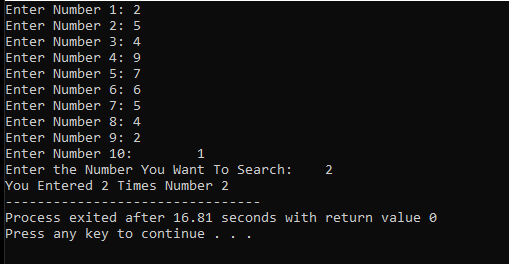 Enter Number 1: 2
Enter Number 2: 5
Enter Number 3: 4
Enter Number 4: 9
Enter Number 5: 7
Enter Number 6: 6
Enter Number 7: 5
Enter Number 8: 4
Enter Number 9: 2
Enter Number 10:        1
Enter the Number You Want To Search:    2
You Entered 2 Times Number 2
--------------------------------
Process exited after 16.81 seconds with return value 0
Press any key to continue . . .